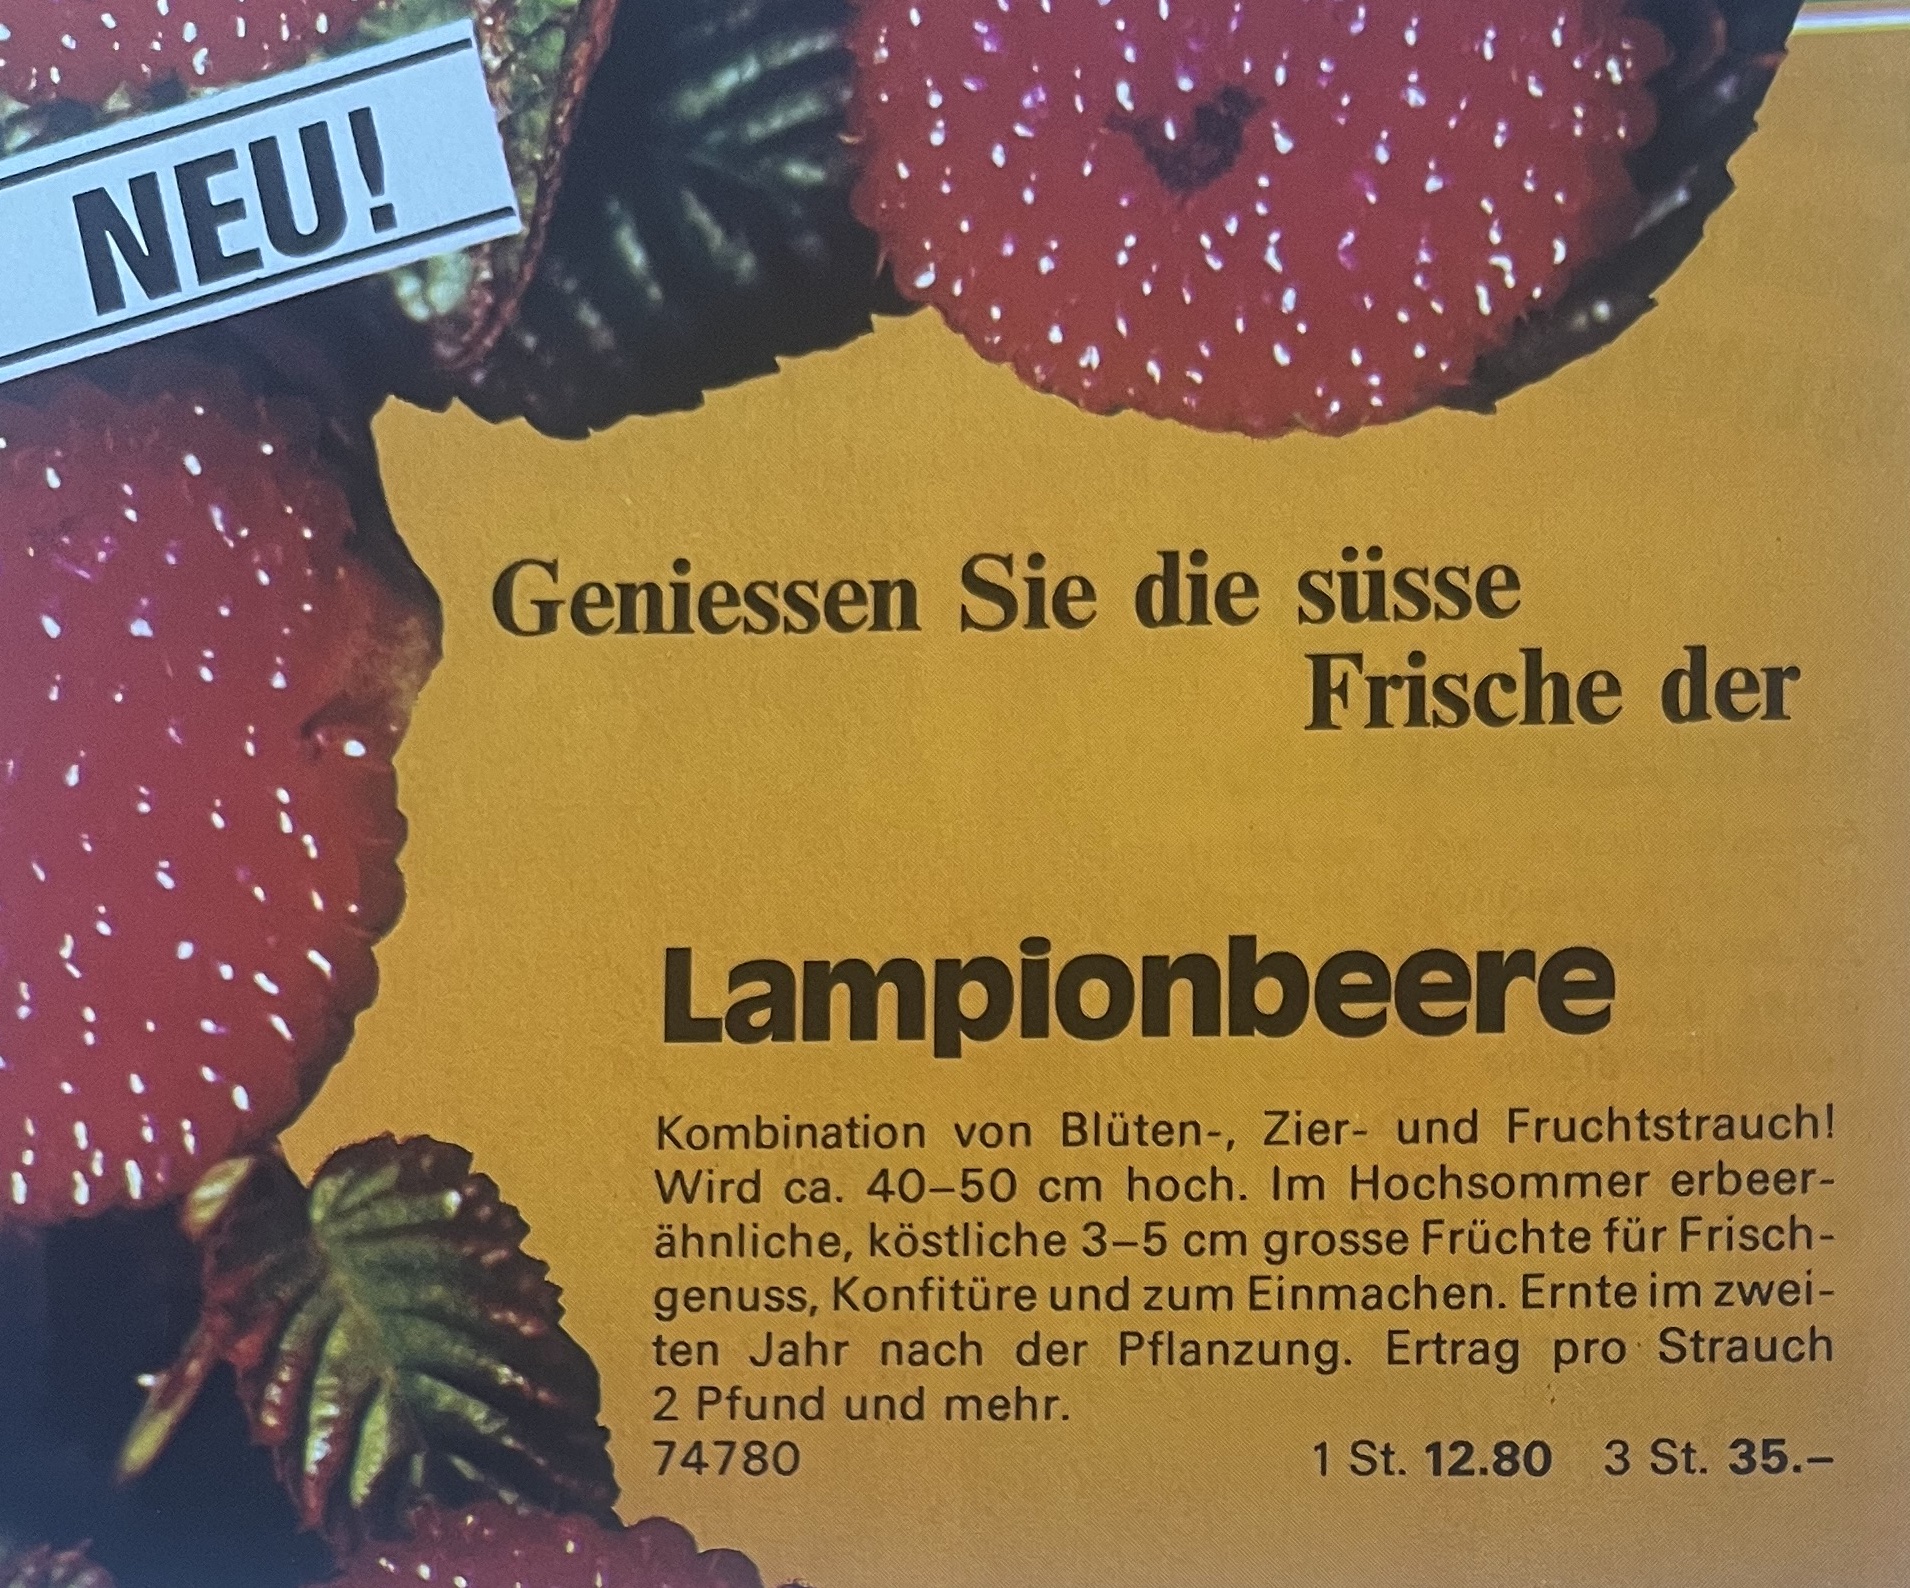 NEU!
Geniessen Sie die süsse
Frische der
Lampionbeere
Kombination von Blüten-, Zier- und Fruchtstrauch!
Wird ca. 40–50 cm hoch. Im Hochsommer erbeer-
ähnliche, köstliche 3–5 cm grosse Früchte für Frisch-
genuss, Konfitüre und zum Einmachen. Ernte im zwei-
ten Jahr nach der Pflanzung. Ertrag pro Strauch
2 Pfund und mehr.
74780 1 St. 12.80 3 St. 35.–